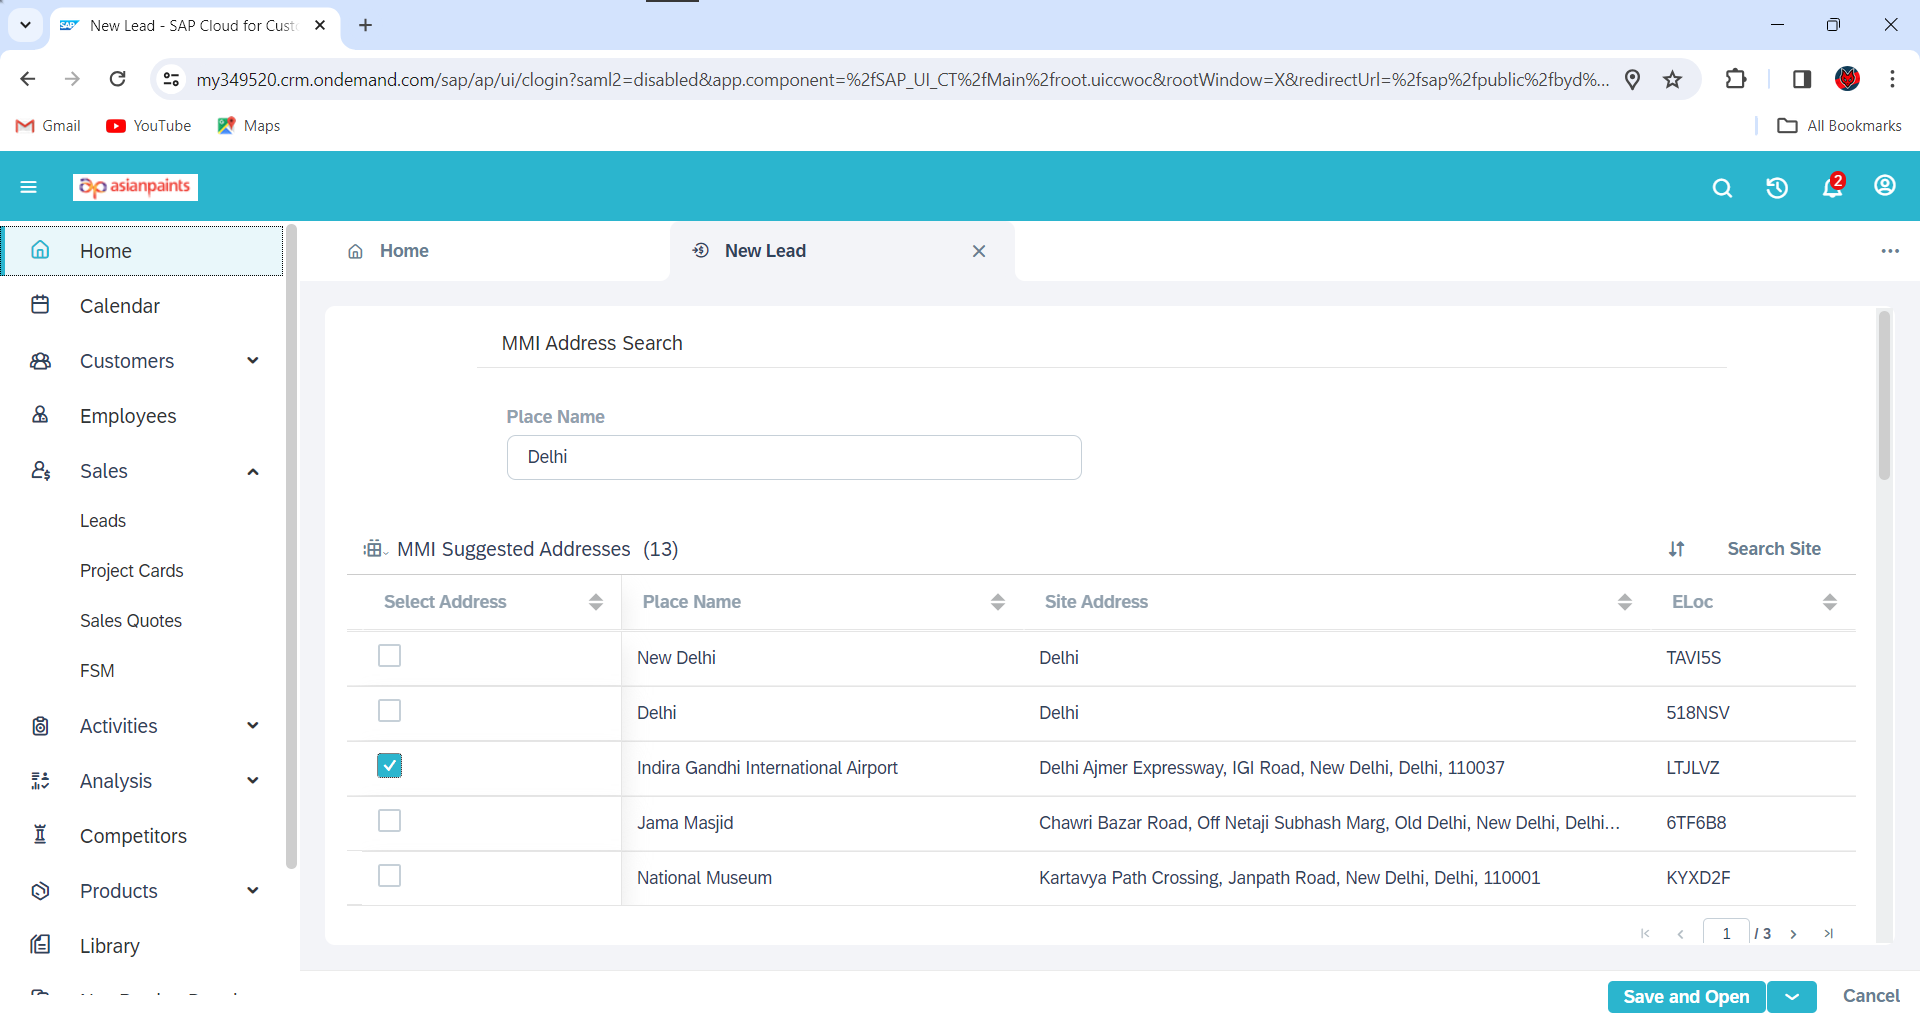 New Lead - SAP Cloud for Cust
my349520.crm.ondemand.com/sap/ap/ui/clogin?saml2=disabled&app.component=%2fSAP_UI_CT%2fMain%2froot.uiccwoc&rootWindow=X&redirectUrl=%2fsap%2fpublic%2fbyd%...
Gmail YouTube Maps All Bookmarks
asianpaints 2
Home
Calendar
Customers
Employees
Sales
Leads
Project Cards
Sales Quotes
FSM
Activities
Analysis
Competitors
Products
Library
Home New Lead
MMI Address Search
Place Name
Delhi
MMI Suggested Addresses (13) Search Site
Select Address Place Name Site Address ELoc
New Delhi Delhi TAVI5S
Delhi Delhi 518NSV
Indira Gandhi International Airport Delhi Ajmer Expressway, IGI Road, New Delhi, Delhi, 110037 LTJLVZ
Jama Masjid Chawri Bazar Road, Off Netaji Subhash Marg, Old Delhi, New Delhi, Delhi... 6TF6B8
National Museum Kartavya Path Crossing, Janpath Road, New Delhi, Delhi, 110001 KYXD2F
1 / 3
Save and Open Cancel